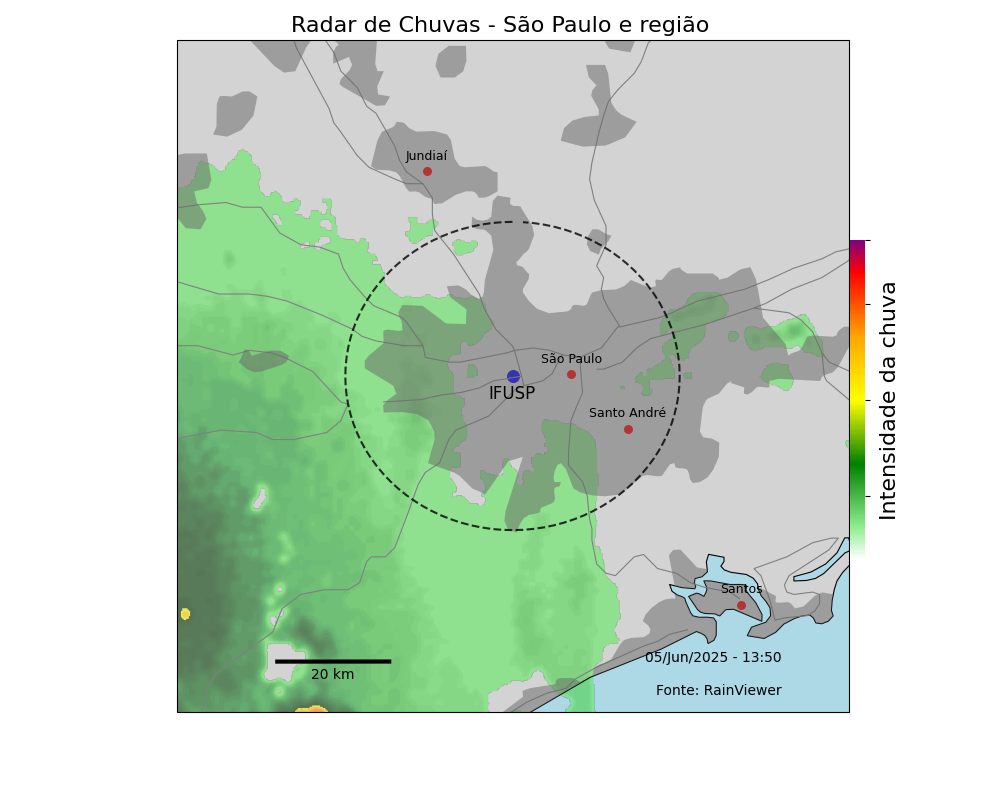 Radar de Chuvas - São Paulo e região
Jundiaí
São Paulo
IFUSP
Santo André
Intensidade da chuva
Santos
05/Jun/2025 - 13:50
20 km
Fonte: RainViewer